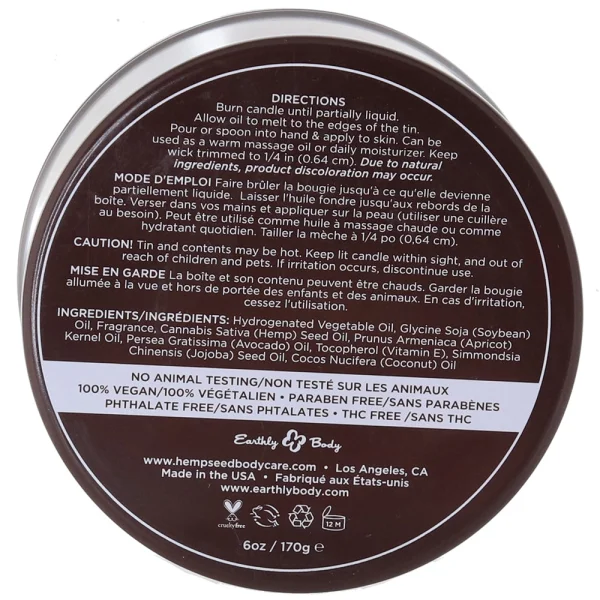 DIRECTIONS
Burn candle until partially liquid.
Allow oil to melt to the edges of the tin.
Pour or spoon into hand & apply to skin. Can be
used as a warm massage oil or daily moisturizer. Keep
wick trimmed to 1/4 in (0.64 cm). Due to natural
ingredients, product discoloration may occur.
MODE D'EMPLOI Faire brûler la bougie jusqu'à ce qu'elle devienne
partiellement liquide. Laisser l'huile fondre jusqu'aux rebords de la
boîte. Verser dans vos mains et appliquer sur la peau (utiliser une cuillère
au besoin). Peut être utilisé comme huile à massage chaude ou comme
hydratant quotidien. Tailler la mèche à 1/4 po (0,64 cm).
CAUTION! Tin and contents may be hot. Keep lit candle within sight, and out of
reach of children and pets. If irritation occurs, discontinue use.
MISE EN GARDE La boîte et son contenu peuvent être chauds. Garder la bougie
allumée à la vue et hors de portée des enfants et des animaux. En cas d'irritation,
cessez l'utilisation.
INGREDIENTS/INGRÉDIENTS: Hydrogenated Vegetable Oil, Glycine Soja (Soybean)
Oil, Fragrance, Cannabis Sativa (Hemp) Seed Oil, Prunus Armeniaca (Apricot)
Kernel Oil, Persea Gratissima (Avocado) Oil, Tocopherol (Vitamin E), Simmondsia
Chinensis (Jojoba) Seed Oil, Cocos Nucifera (Coconut) Oil
NO ANIMAL TESTING/NON TESTÉ SUR LES ANIMAUX
100% VEGAN/100% VÉGÉTALIEN • PARABEN FREE/SANS PARABÈNES
PHTHALATE FREE/SANS PHTALATES • THC FREE /SANS THC
Earthly Body
www.hempseedbodycare.com • Los Angeles, CA
Made in the USA • Fabriqué aux États-unis
www.earthlybody.com
crueltyfree
12 M
6oz / 170g e